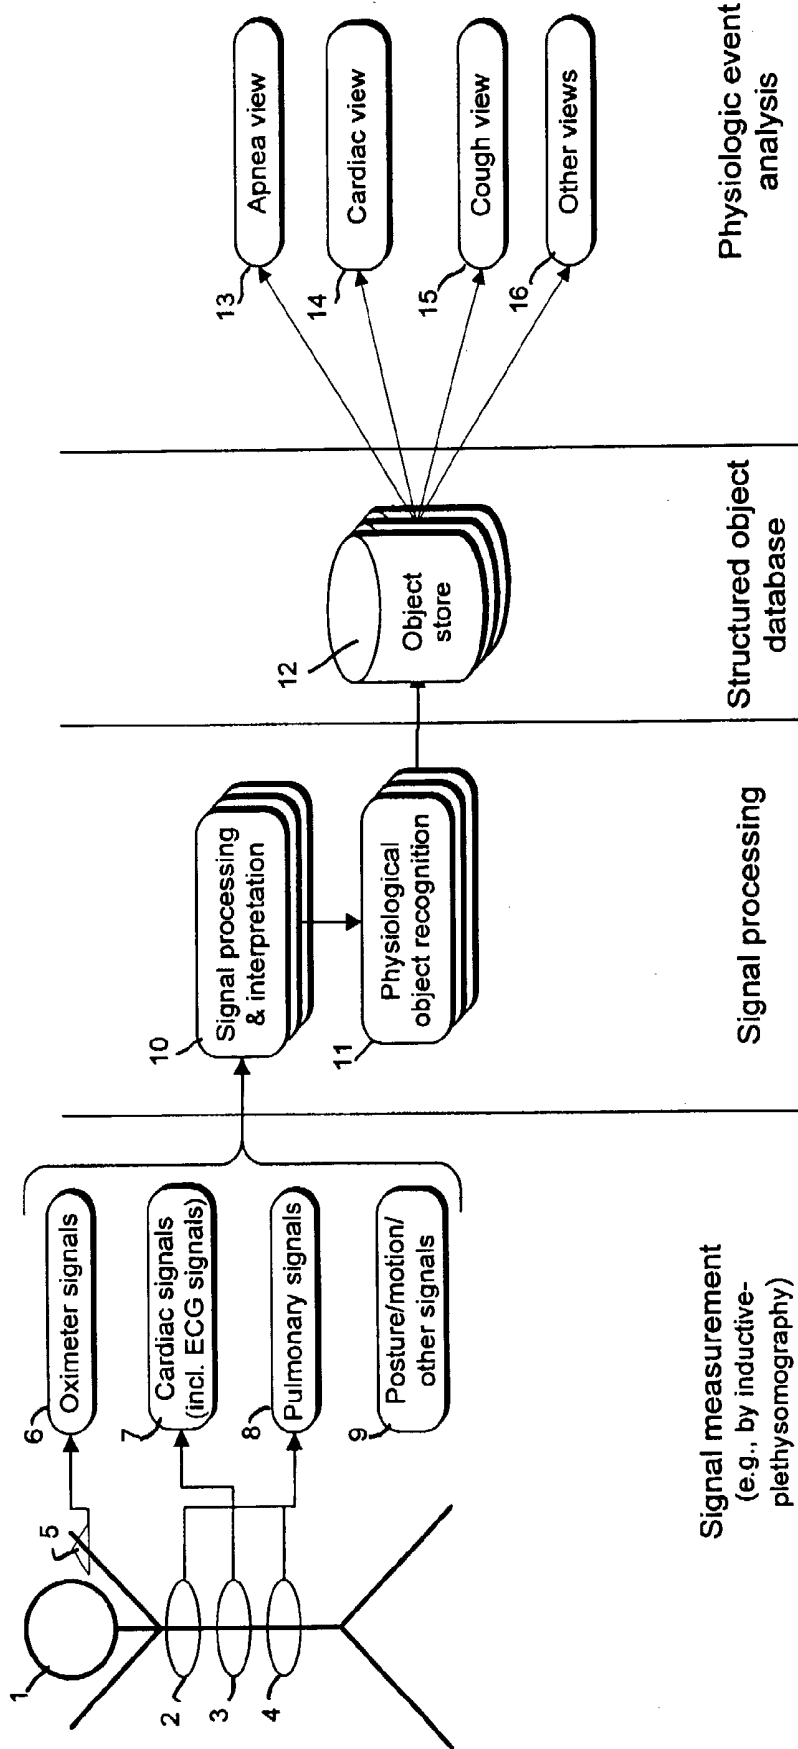 1
2
3
4
5
6
Oximeter signals
7
Cardiac signals
(incl. ECG signals)
8
Pulmonary signals
9
Posture/motion/
other signals
Signal measurement
(e.g., by inductive-
plethysomography)
10
Signal processing
& interpretation
11
Physiological
object recognition
Signal processing
12
Object
store
Structured object
database
13
Apnea view
14
Cardiac view
15
Cough view
16
Other views
Physiologic event
analysis